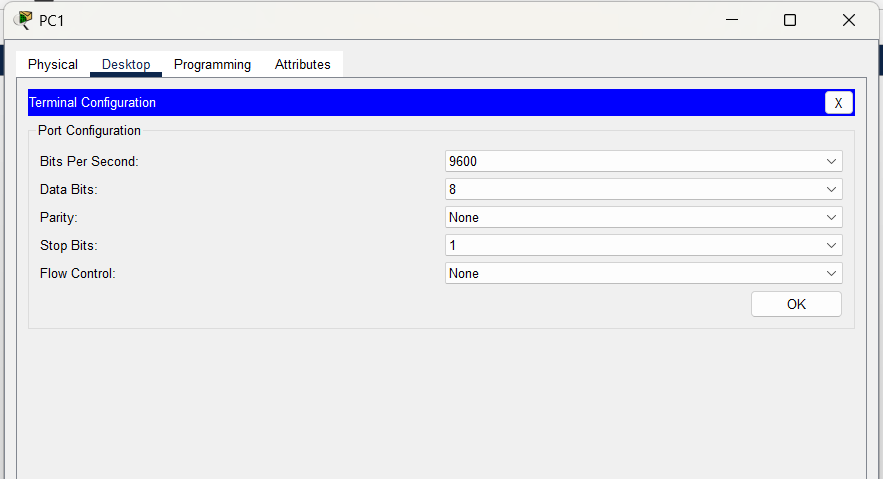 PC1
Physical Desktop Programming Attributes
Terminal Configuration X
Port Configuration
Bits Per Second: 9600
Data Bits: 8
Parity: None
Stop Bits: 1
Flow Control: None
OK